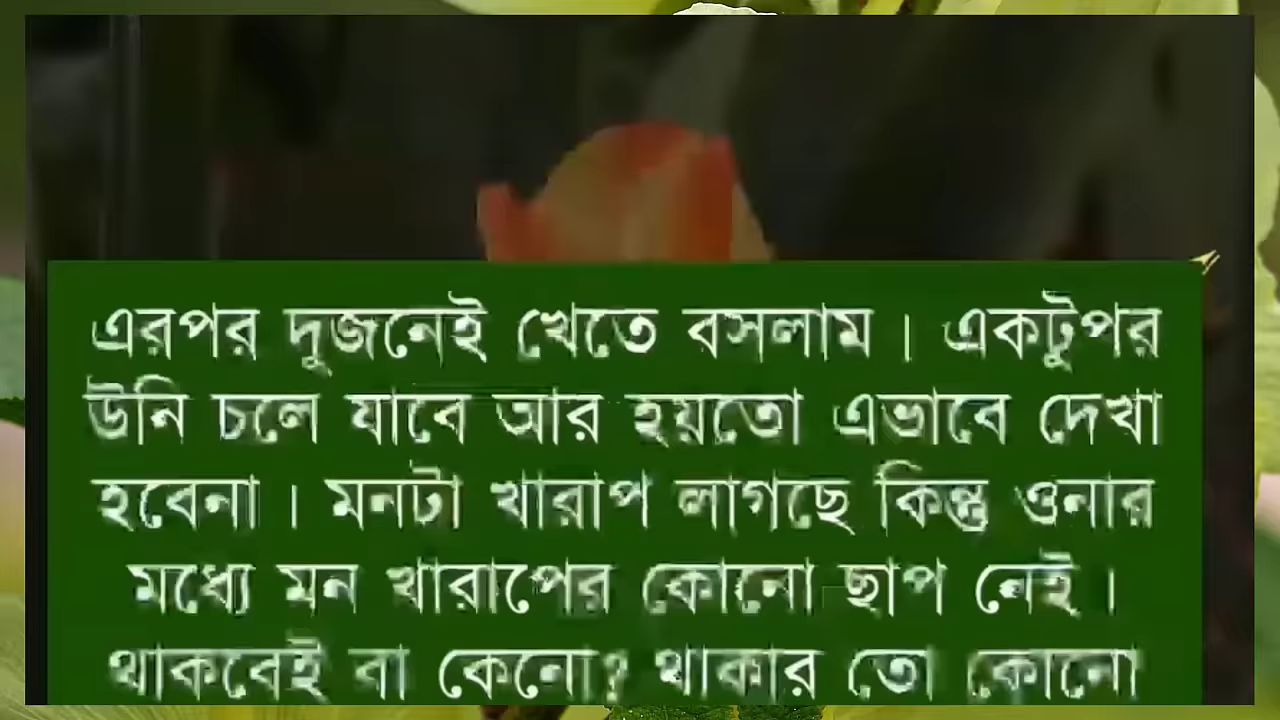 এরপর দূজনেই খেতে বসলাম। একটুপর
উনি চলে যাবে আর হয়তো এভাবে দেখা
হবেনা। মনটা খারাপ লাগছে কিন্তু ওনার
মধ্যে মন খারাপের কোনো ছাপ নেই।
থাকবেই বা কেনো? থাকার তো কোনো